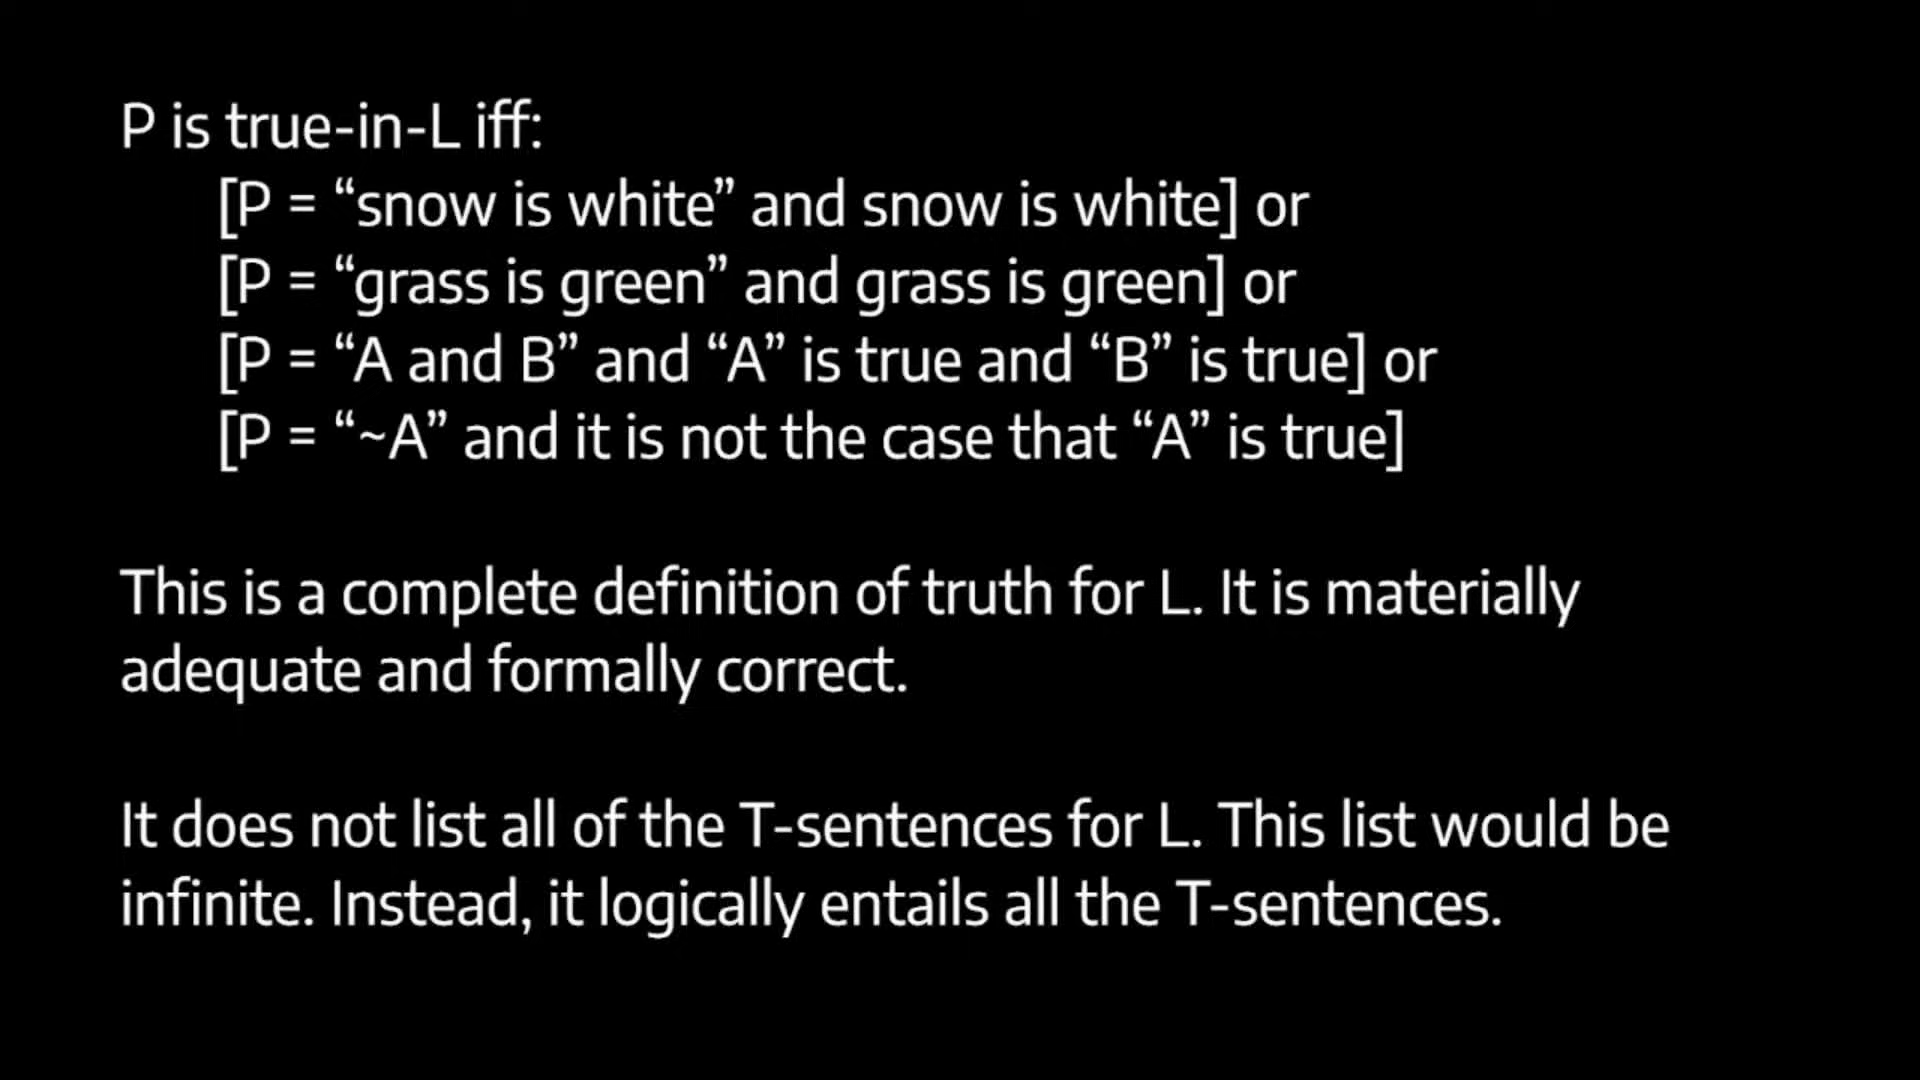 P is true-in-L iff:
[P = “snow is white” and snow is white] or
[P = “grass is green” and grass is green] or
[P = “A and B” and “A” is true and “B” is true] or
[P = “~A” and it is not the case that “A” is true]
This is a complete definition of truth for L. It is materially
adequate and formally correct.
It does not list all of the T-sentences for L. This list would be
infinite. Instead, it logically entails all the T-sentences.